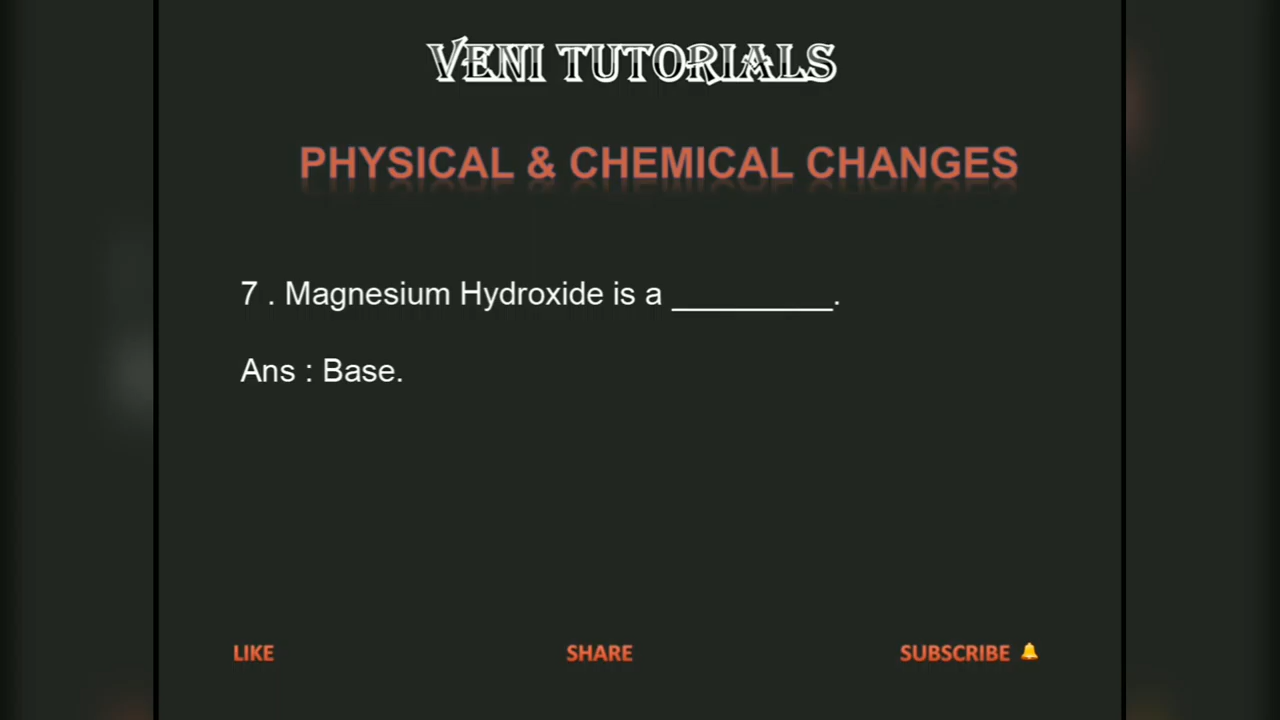 VENI TUTORIALS
PHYSICAL & CHEMICAL CHANGES
7 . Magnesium Hydroxide is a _________.
Ans : Base.
LIKE SHARE SUBSCRIBE 🔔